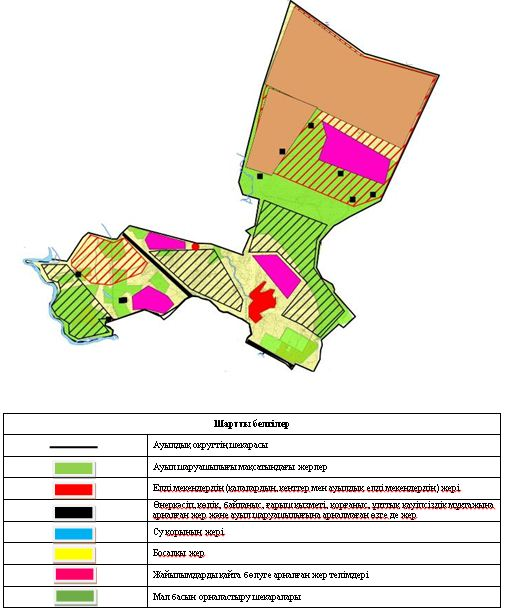 Шартты белгілер
Ауылдық округтің шекарасы
Ауыл шаруашылығы мақсатындағы жерлер
Елді мекендердің (қалалардың, кенттер мен ауылдық елді мекендердің) жері
Өнеркәсіп, көлік, байланыс, ғарыш қызметі, қорғаныс, ұлттық қауіпсіздік мұқтажына
арналған жер және ауыл шаруашылығына арналмаған өзге де жер
Су қорының жері
Босалқы жер
Жайылымдарды қайта бөлуге арналған жер телімдері
Мал басын орналастыру шекаралары